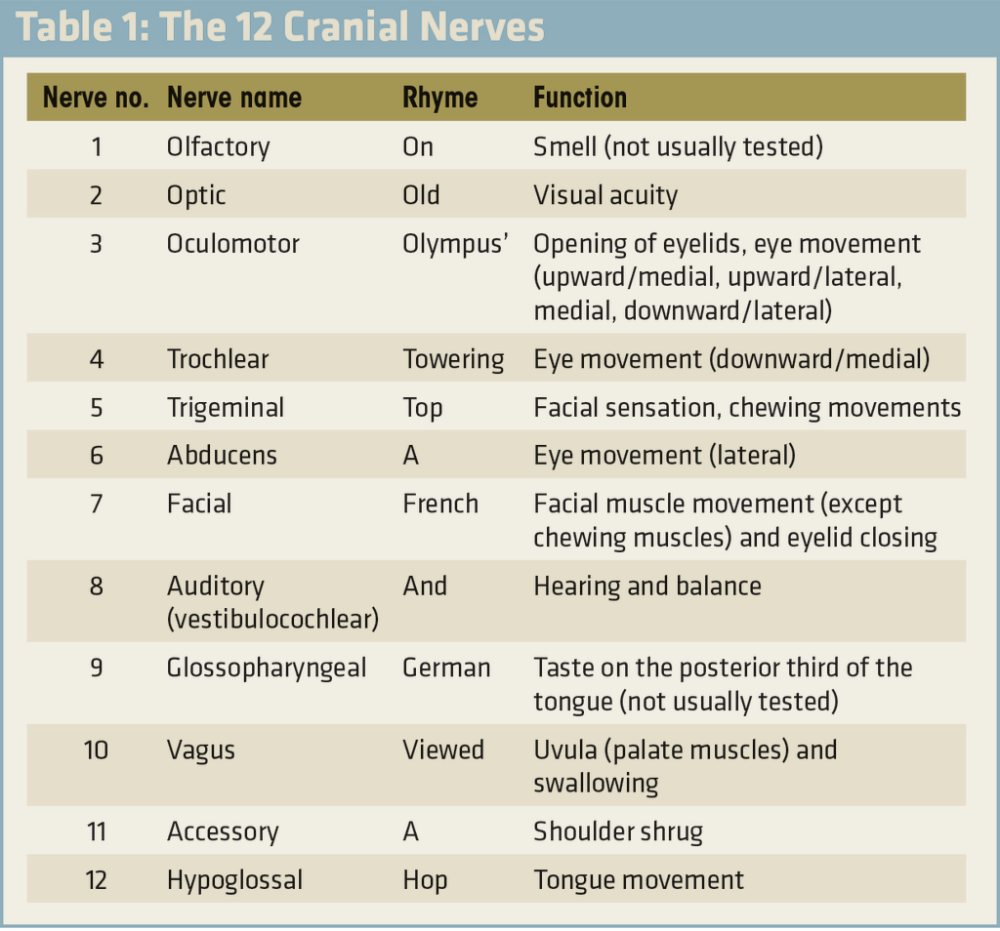 Table 1: The 12 Cranial Nerves
Nerve no. Nerve name Rhyme Function
1 Olfactory On Smell (not usually tested)
2 Optic Old Visual acuity
3 Oculomotor Olympus’ Opening of eyelids, eye movement
(upward/medial, upward/lateral,
medial, downward/lateral)
4 Trochlear Towering Eye movement (downward/medial)
5 Trigeminal Top Facial sensation, chewing movements
6 Abducens A Eye movement (lateral)
7 Facial French Facial muscle movement (except
chewing muscles) and eyelid closing
8 Auditory And Hearing and balance
(vestibulocochlear)
9 Glossopharyngeal German Taste on the posterior third of the
tongue (not usually tested)
10 Vagus Viewed Uvula (palate muscles) and
swallowing
11 Accessory A Shoulder shrug
12 Hypoglossal Hop Tongue movement